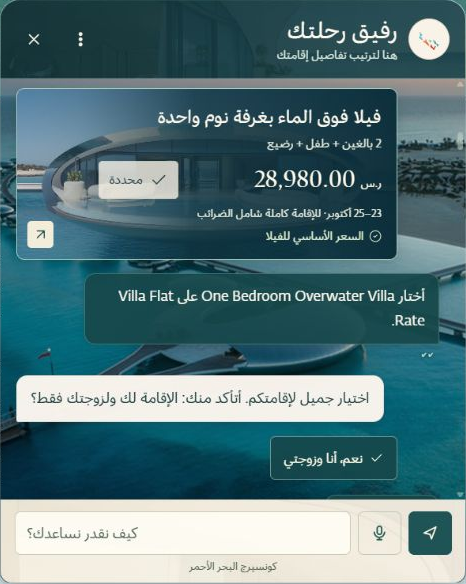 رفيق رحلتك
هنا لترتيب تفاصيل إقامتك
فيلا فوق الماء بغرفة نوم واحدة
2 بالغين + طفل + رضيع
ر.س 28,980.00
محددة
23–25 أكتوبر · للإقامة كاملة شامل الضرائب
السعر الأساسي للفيلا
أختار One Bedroom Overwater Villa على Villa Flat
Rate.
اختيار جميل لإقامتكم. أتأكد منك: الإقامة لك ولزوجتك فقط؟
نعم، أنا وزوجتي
كيف نقدر نساعدك؟
كونسيرج البحر الأحمر